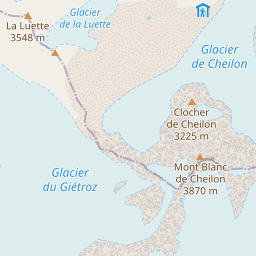 La Luette
3548 m
Glacier
de la Luette
Glacier
de Cheilon
Clocher
de Cheilon
3225 m
Mont Blanc
de Cheilon
3870 m
Glacier
du Giétroz